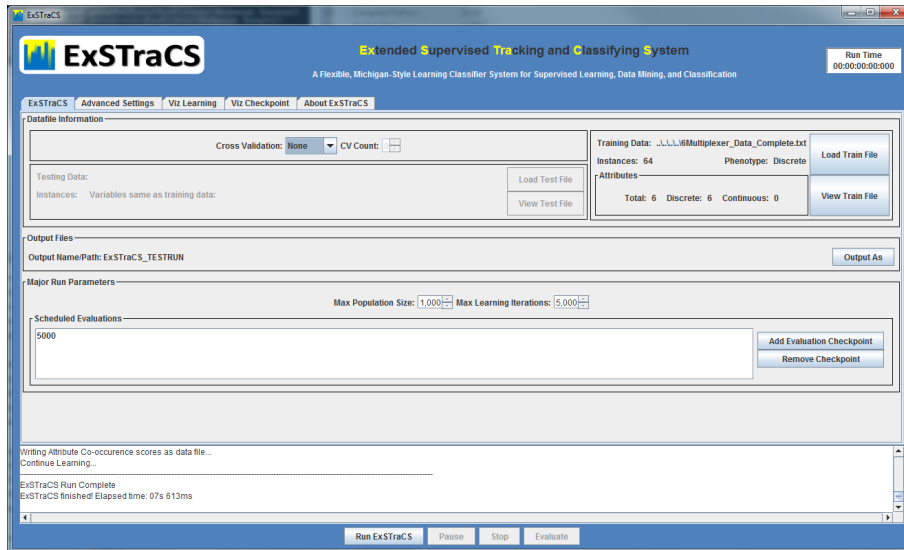 ExSTraCS
ExSTraCS
Extended Supervised Tracking and Classifying System
A Flexible, Michigan-Style Learning Classifier System for Supervised Learning, Data Mining, and Classification
Run Time
00:00:00:00:000
ExSTraCS Advanced Settings Viz Learning Viz Checkpoint About ExSTraCS
Datafile Information
Cross Validation: None CV Count: 0
Training Data: ..\..\..\..\6Multiplexer_Data_Complete.txt
Instances: 64 Phenotype: Discrete
Attributes
Total: 6 Discrete: 6 Continuous: 0
Load Train File
View Train File
Testing Data:
Instances: Variables same as training data:
Load Test File
View Test File
Output Files
Output Name/Path: ExSTraCS_TESTRUN
Output As
Major Run Parameters
Max Population Size: 1,000 Max Learning Iterations: 5,000
Scheduled Evaluations
5000
Add Evaluation Checkpoint
Remove Checkpoint
Writing Attribute Co-occurence scores as data file...
Continue Learning...
ExSTraCS Run Complete
ExSTraCS finished! Elapsed time: 07s 613ms
Run ExSTraCS Pause Stop Evaluate